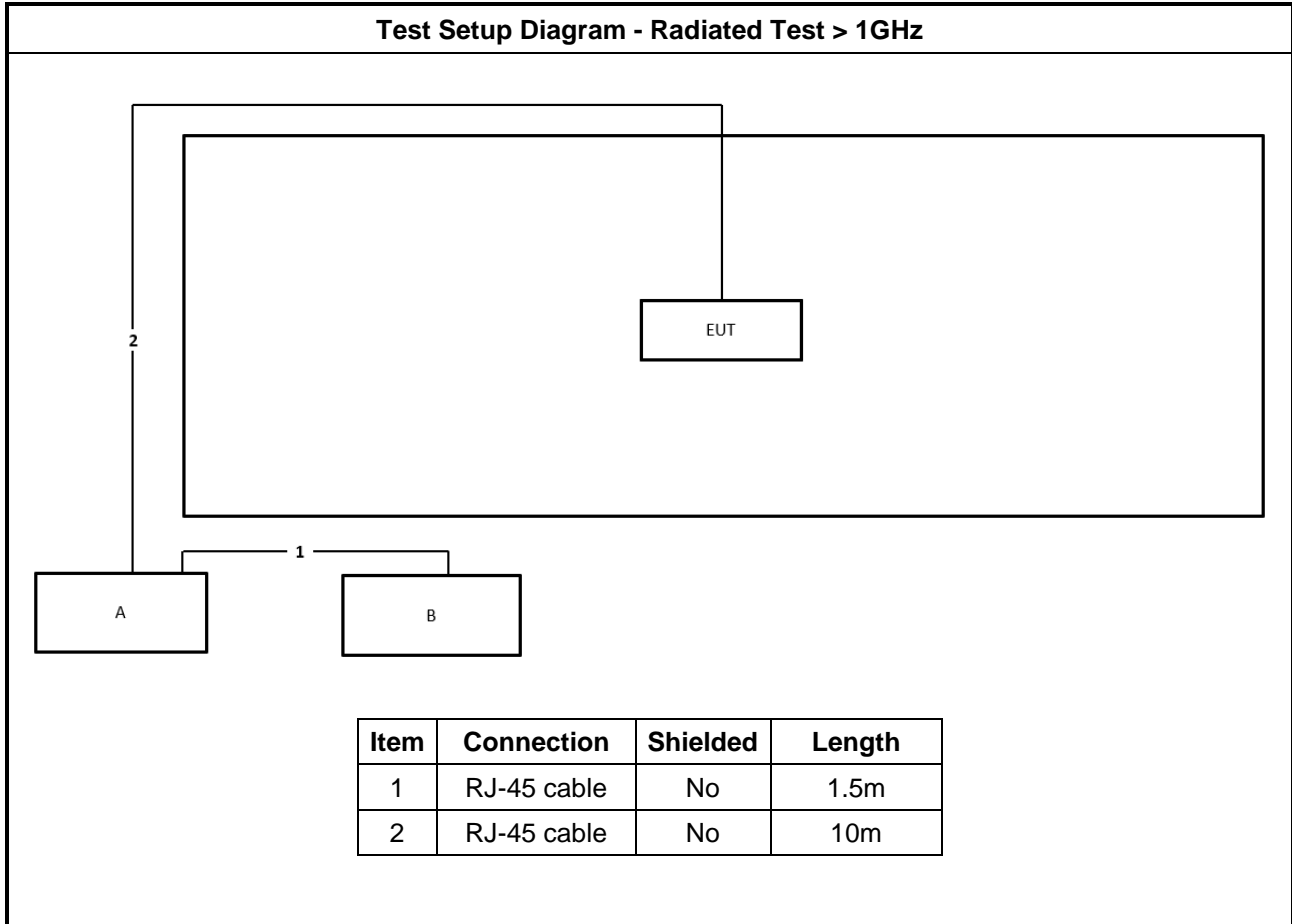 Test Setup Diagram - Radiated Test > 1GHz
EUT
2
1
A
B
Item Connection Shielded Length
1 RJ-45 cable No 1.5m
2 RJ-45 cable No 10m